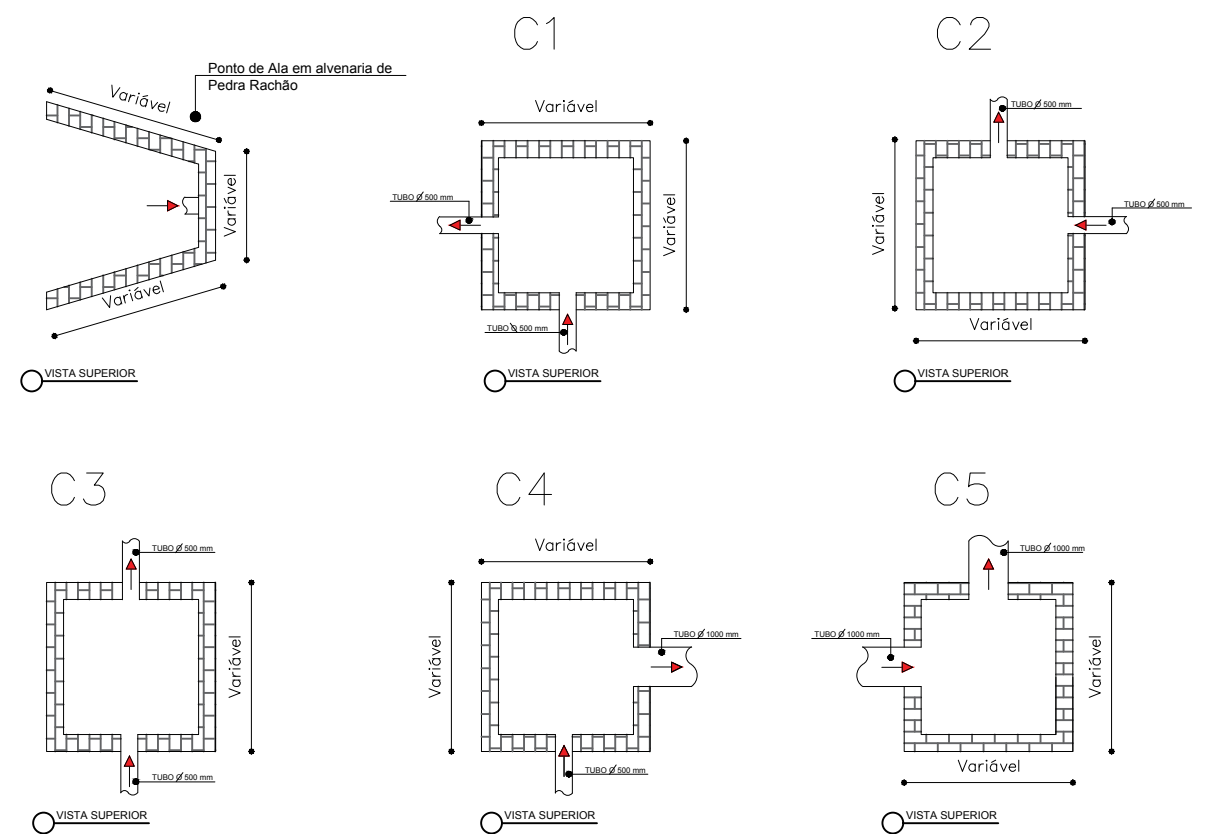 C1
C2
Ponto de Ala em alvenaria de
Pedra Rachão
Variável
Variável
Variável
VISTA SUPERIOR
Variável
TUBO Ø 500 mm
Variável
TUBO Ø 500 mm
VISTA SUPERIOR
TUBO Ø 500 mm
Variável
TUBO Ø 500 mm
Variável
VISTA SUPERIOR
C3
C4
C5
TUBO Ø 500 mm
Variável
TUBO Ø 500 mm
VISTA SUPERIOR
Variável
Variável
TUBO Ø 1000 mm
TUBO Ø 500 mm
VISTA SUPERIOR
TUBO Ø 1000 mm
TUBO Ø 1000 mm
Variável
Variável
VISTA SUPERIOR